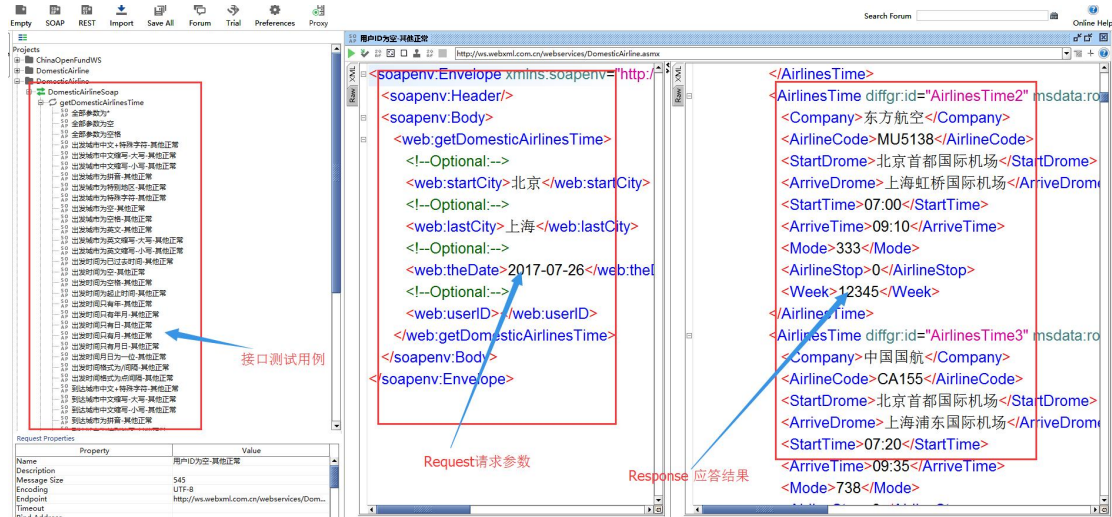 Empty SOAP REST Import Save All Forum Trial Preferences Proxy
Search Forum
Online Help
Projects
ChinaOpenFundWS
DomesticAirline
DomesticAirline
DomesticAirlineSoap
getDomesticAirlinesTime
全部参数为*
全部参数为空
全部参数为空格
出发城市中文+特殊字符-其他正常
出发城市中文缩写-大写-其他正常
出发城市中文缩写-小写-其他正常
出发城市为拼音-其他正常
出发城市为特别地区-其他正常
出发城市为特殊字符-其他正常
出发城市为空-其他正常
出发城市为空格-其他正常
出发城市为英文-其他正常
出发城市为英文缩写-大写-其他正常
出发城市为英文缩写-小写-其他正常
出发时间为已过去时间-其他正常
出发时间为空-其他正常
出发时间为空格-其他正常
出发时间为起止时间-其他正常
出发时间只有年-其他正常
出发时间只有年月-其他正常
出发时间只有日-其他正常
出发时间只有月-其他正常
出发时间只有月日-其他正常
出发时间月日为一位-其他正常
出发时间格式为/间隔-其他正常
出发时间格式为点间隔-其他正常
到达城市中文+特殊字符-其他正常
到达城市中文缩写-大写-其他正常
到达城市中文缩写-小写-其他正常
到达城市为拼音-其他正常
接口测试用例
Request Properties
Property Value
Name 用户ID为空-其他正常
Description
Message Size 545
Encoding UTF-8
Endpoint http://ws.webxml.com.cn/webservices/Dom...
Timeout
Bind Address
用户ID为空-其他正常
http://ws.webxml.com.cn/webservices/DomesticAirline.asmx
XML
Raw
<soapenv:Envelope xmlns:soapenv="http:/
<soapenv:Header/>
<soapenv:Body>
<web:getDomesticAirlinesTime>
<!--Optional:-->
<web:startCity>北京</web:startCity>
<!--Optional:-->
<web:lastCity>上海</web:lastCity>
<!--Optional:-->
<web:theDate>2017-07-26</web:theD
<!--Optional:-->
<web:userID></web:userID>
</web:getDomesticAirlinesTime>
</soapenv:Body>
</soapenv:Envelope>
Request请求参数
XML
Raw
</AirlinesTime>
<AirlinesTime diffgr:id="AirlinesTime2" msdata:ro
<Company>东方航空</Company>
<AirlineCode>MU5138</AirlineCode>
<StartDrome>北京首都国际机场</StartDrome>
<ArriveDrome>上海虹桥国际机场</ArriveDrome
<StartTime>07:00</StartTime>
<ArriveTime>09:10</ArriveTime>
<Mode>333</Mode>
<AirlineStop>0</AirlineStop>
<Week>12345</Week>
</AirlinesTime>
<AirlinesTime diffgr:id="AirlinesTime3" msdata:ro
<Company>中国国航</Company>
<AirlineCode>CA155</AirlineCode>
<StartDrome>北京首都国际机场</StartDrome>
<ArriveDrome>上海浦东国际机场</ArriveDrome
<StartTime>07:20</StartTime>
<ArriveTime>09:35</ArriveTime>
<Mode>738</Mode>
Response 应答结果